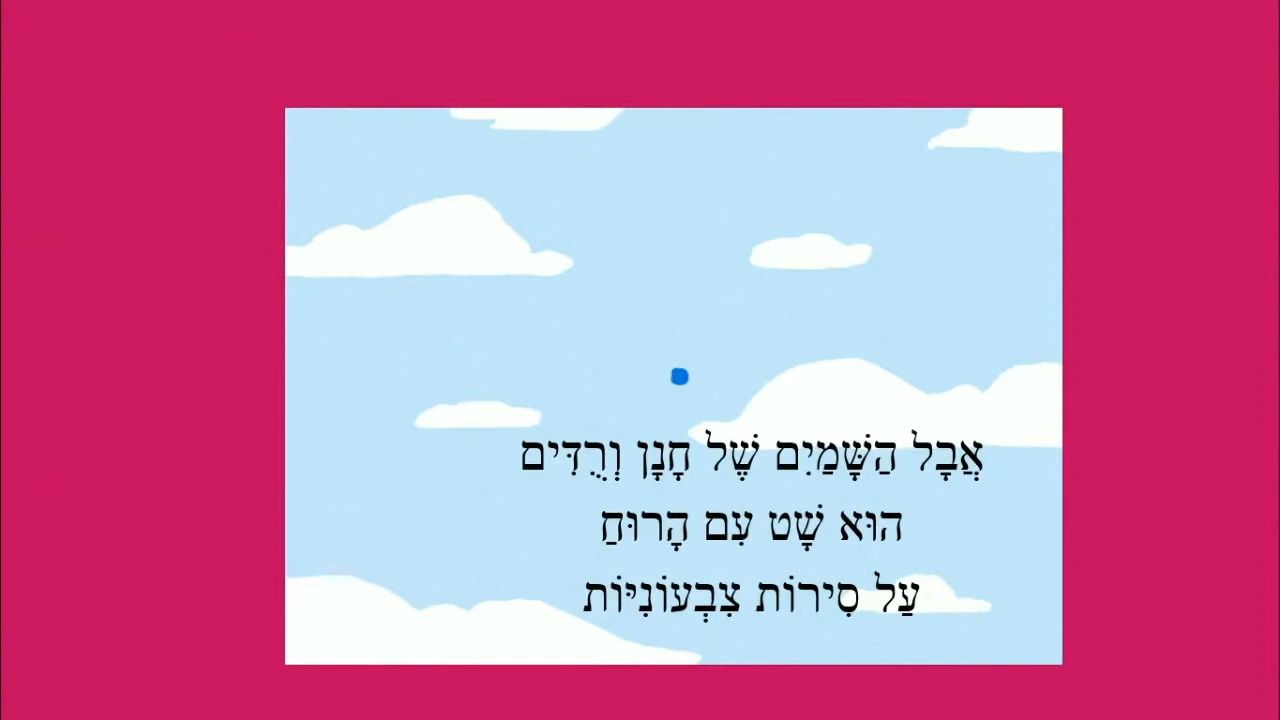 אֲבָל הַשָּׁמַיִם שֶׁל חָנָן וְרֻדִּים
הוּא שָׁט עִם הָרוּחַ
עַל סִירוֹת צִבְעוֹנִיּוֹת